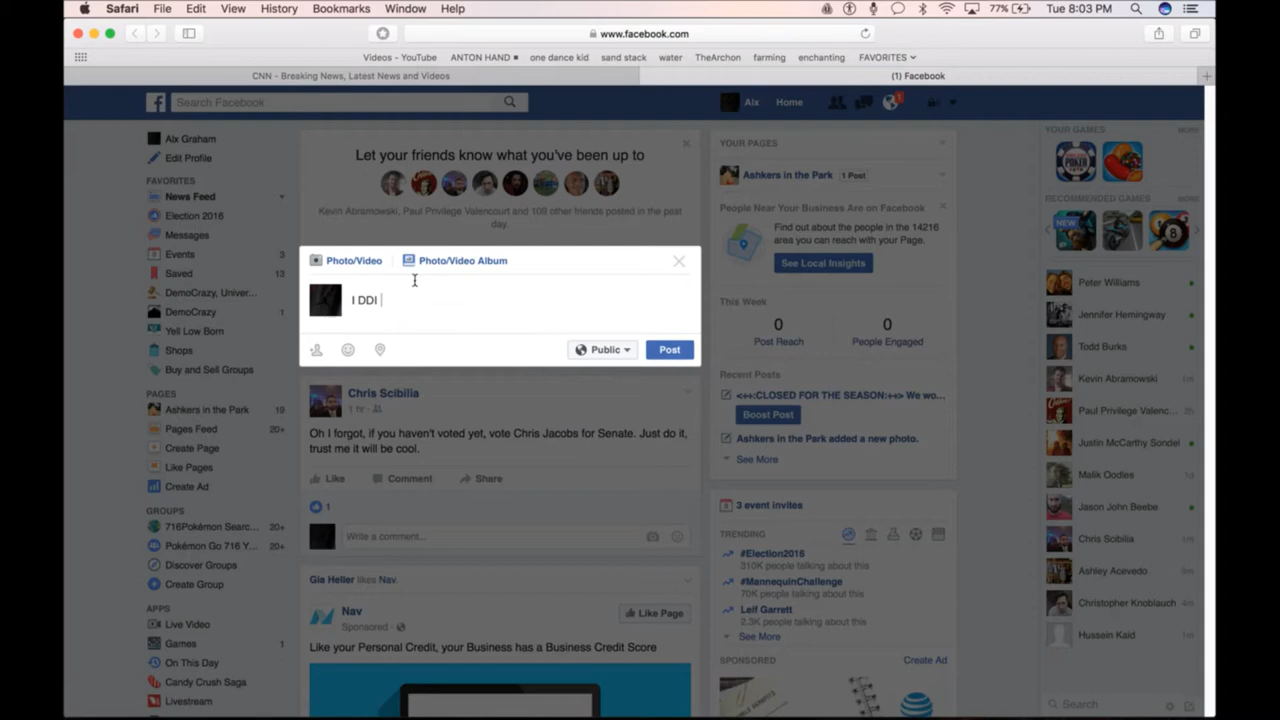 Safari File Edit View History Bookmarks Window Help 77% Tue 8:03 PM
www.facebook.com
Videos - YouTube ANTON HAND one dance kid sand stack water TheArchon farming enchanting FAVORITES
CNN - Breaking News, Latest News and Videos (1) Facebook
Search Facebook Alx Home 1
Alx Graham
Edit Profile
FAVORITES
News Feed
Election 2016
Messages
Events 3
Saved 13
DemoCrazy, Univer...
DemoCrazy
Yell Low Born
Shops
Buy and Sell Groups
PAGES
Ashkers in the Park 19
Pages Feed 20+
Create Page
Like Pages
Create Ad
GROUPS
716Pokémon Searc... 20+
Pokémon Go 716 Y... 20+
Discover Groups
Create Group
APPS
Live Video
Games 1
On This Day
Candy Crush Saga
Livestream
Let your friends know what you've been up to
Kevin Abramowski, Paul Privilege Valencourt and 109 other friends posted in the past
day.
Photo/Video Photo/Video Album
I DDI
Public Post
Chris Scibilia
1 hr
Oh I forgot, if you haven't voted yet, vote Chris Jacobs for Senate. Just do it,
trust me it will be cool.
Like Comment Share
1
Write a comment...
Gia Heller likes Nav.
Nav
Sponsored
Like Page
Like your Personal Credit, your Business has a Business Credit Score
YOUR PAGES
Ashkers in the Park 1 Post
People Near Your Business Are on Facebook
Find out about the people in the 14216
area you can reach with your Page.
See Local Insights
This Week
0 0
Post Reach People Engaged
Recent Posts
<++:CLOSED FOR THE SEASON:++> We wo...
Boost Post
Ashkers in the Park added a new photo.
See More
3 event invites
TRENDING
#Election2016
310K people talking about this
#MannequinChallenge
70K people talking about this
Leif Garrett
2.3K people talking about this
See More
SPONSORED Create Ad
YOUR GAMES MORE
RECOMMENDED GAMES MORE
NEW
Peter Williams
Jennifer Hemingway
Todd Burks
Kevin Abramowski 1m
Paul Privilege Valenc... 2h
Justin McCarthy Sondel
Malik Oodles 1d
Jason John Beebe
Chris Scibilia
Ashley Acevedo
Christopher Knoblauch 4m
Hussein Kaid 1m
Search